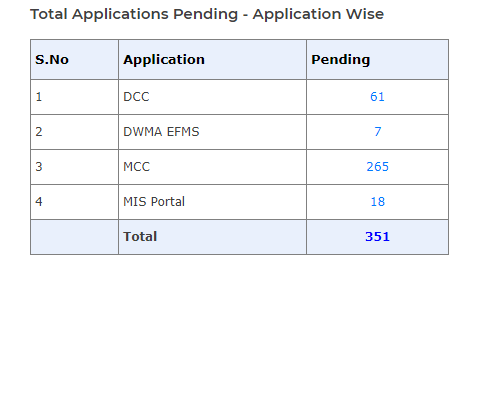 Total Applications Pending - Application Wise
S.No Application Pending
1 DCC 61
2 DWMA EFMS 7
3 MCC 265
4 MIS Portal 18
Total 351